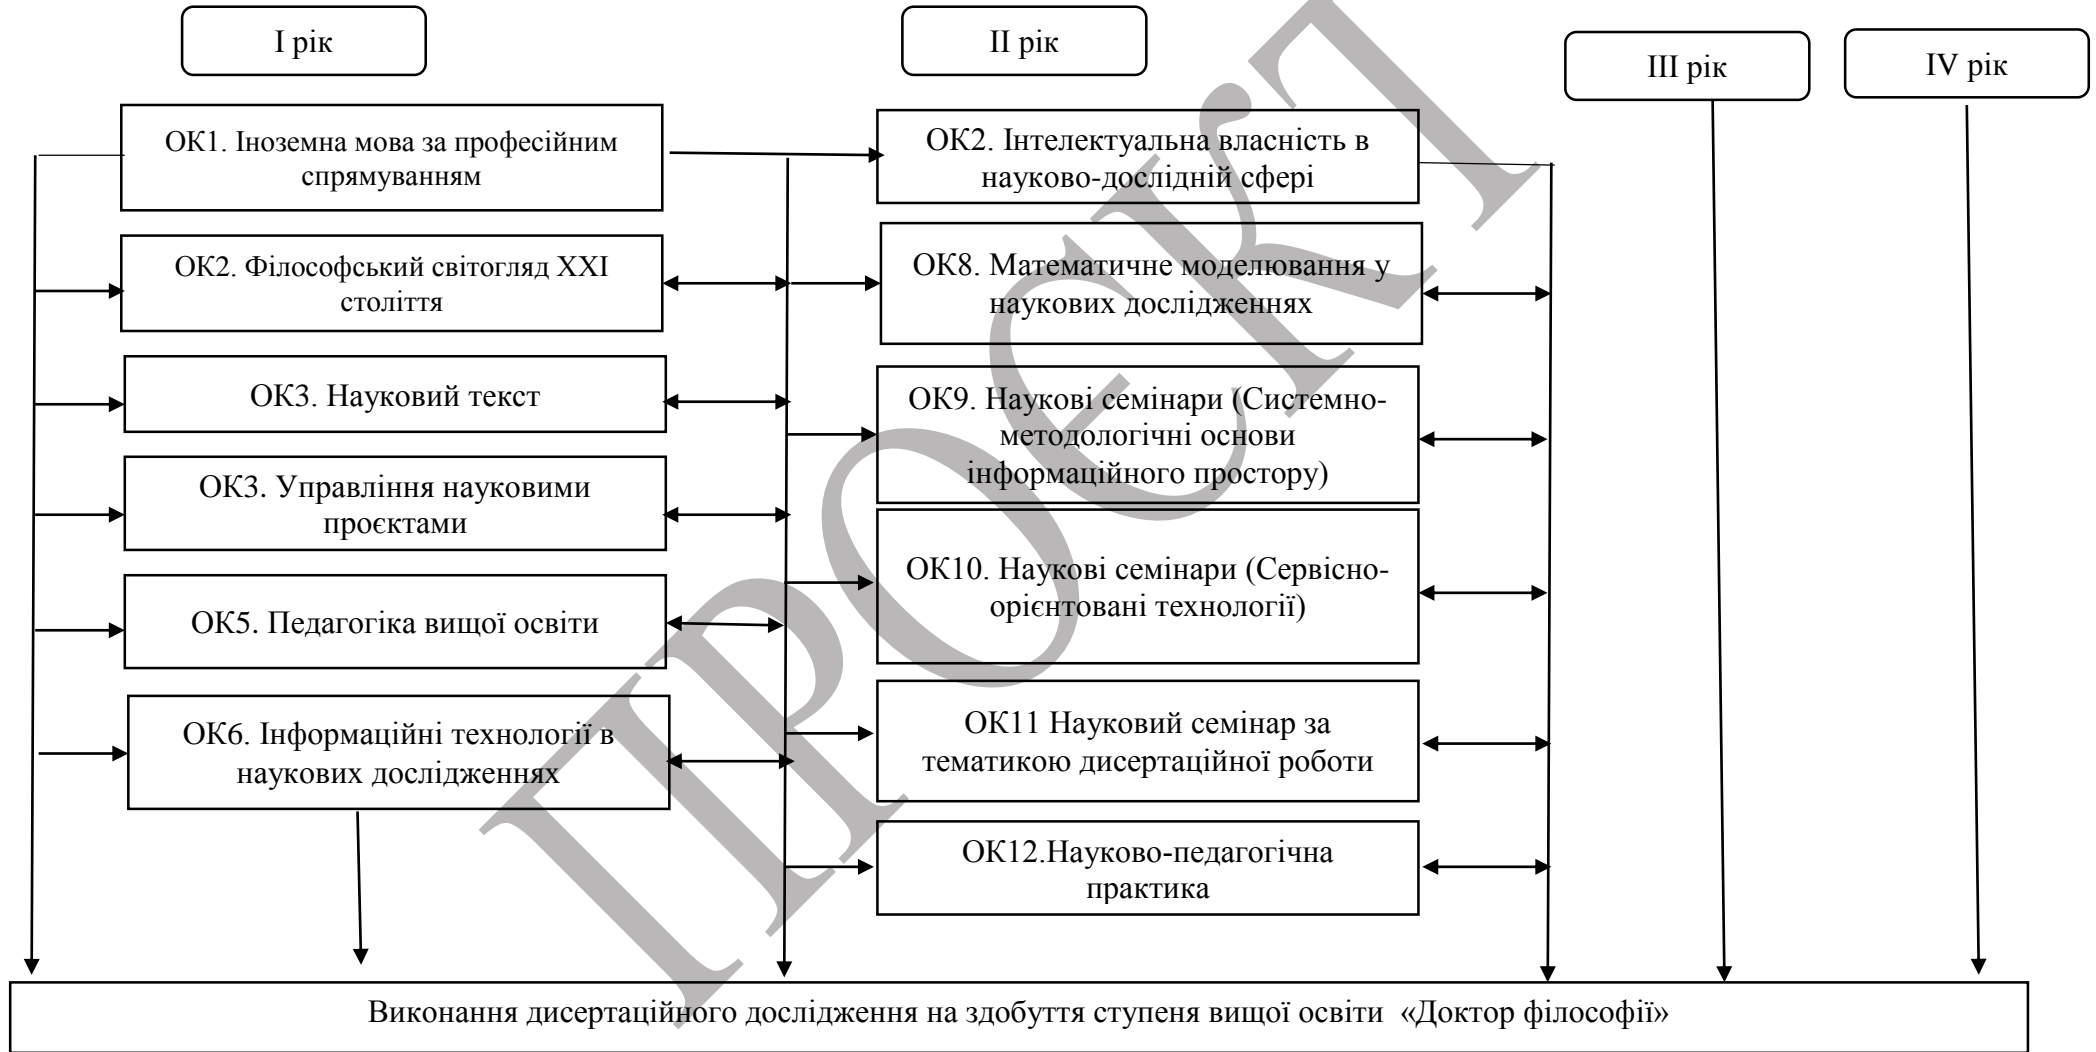 І рік
ІІ рік
ІІІ рік
IV рік
ОК1. Іноземна мова за професійним
спрямуванням
ОК2. Філософський світогляд ХХІ
століття
ОК3. Науковий текст
ОК3. Управління науковими
проєктами
ОК5. Педагогіка вищої освіти
ОК6. Інформаційні технології в
наукових дослідженнях
ОК2. Інтелектуальна власність в
науково-дослідній сфері
ОК8. Математичне моделювання у
наукових дослідженнях
ОК9. Наукові семінари (Системно-
методологічні основи
інформаційного простору)
ОК10. Наукові семінари (Сервісно-
орієнтовані технології)
ОК11 Науковий семінар за
тематикою дисертаційної роботи
ОК12.Науково-педагогічна
практика
Виконання дисертаційного дослідження на здобуття ступеня вищої освіти «Доктор філософії»
ПРОЄКТ